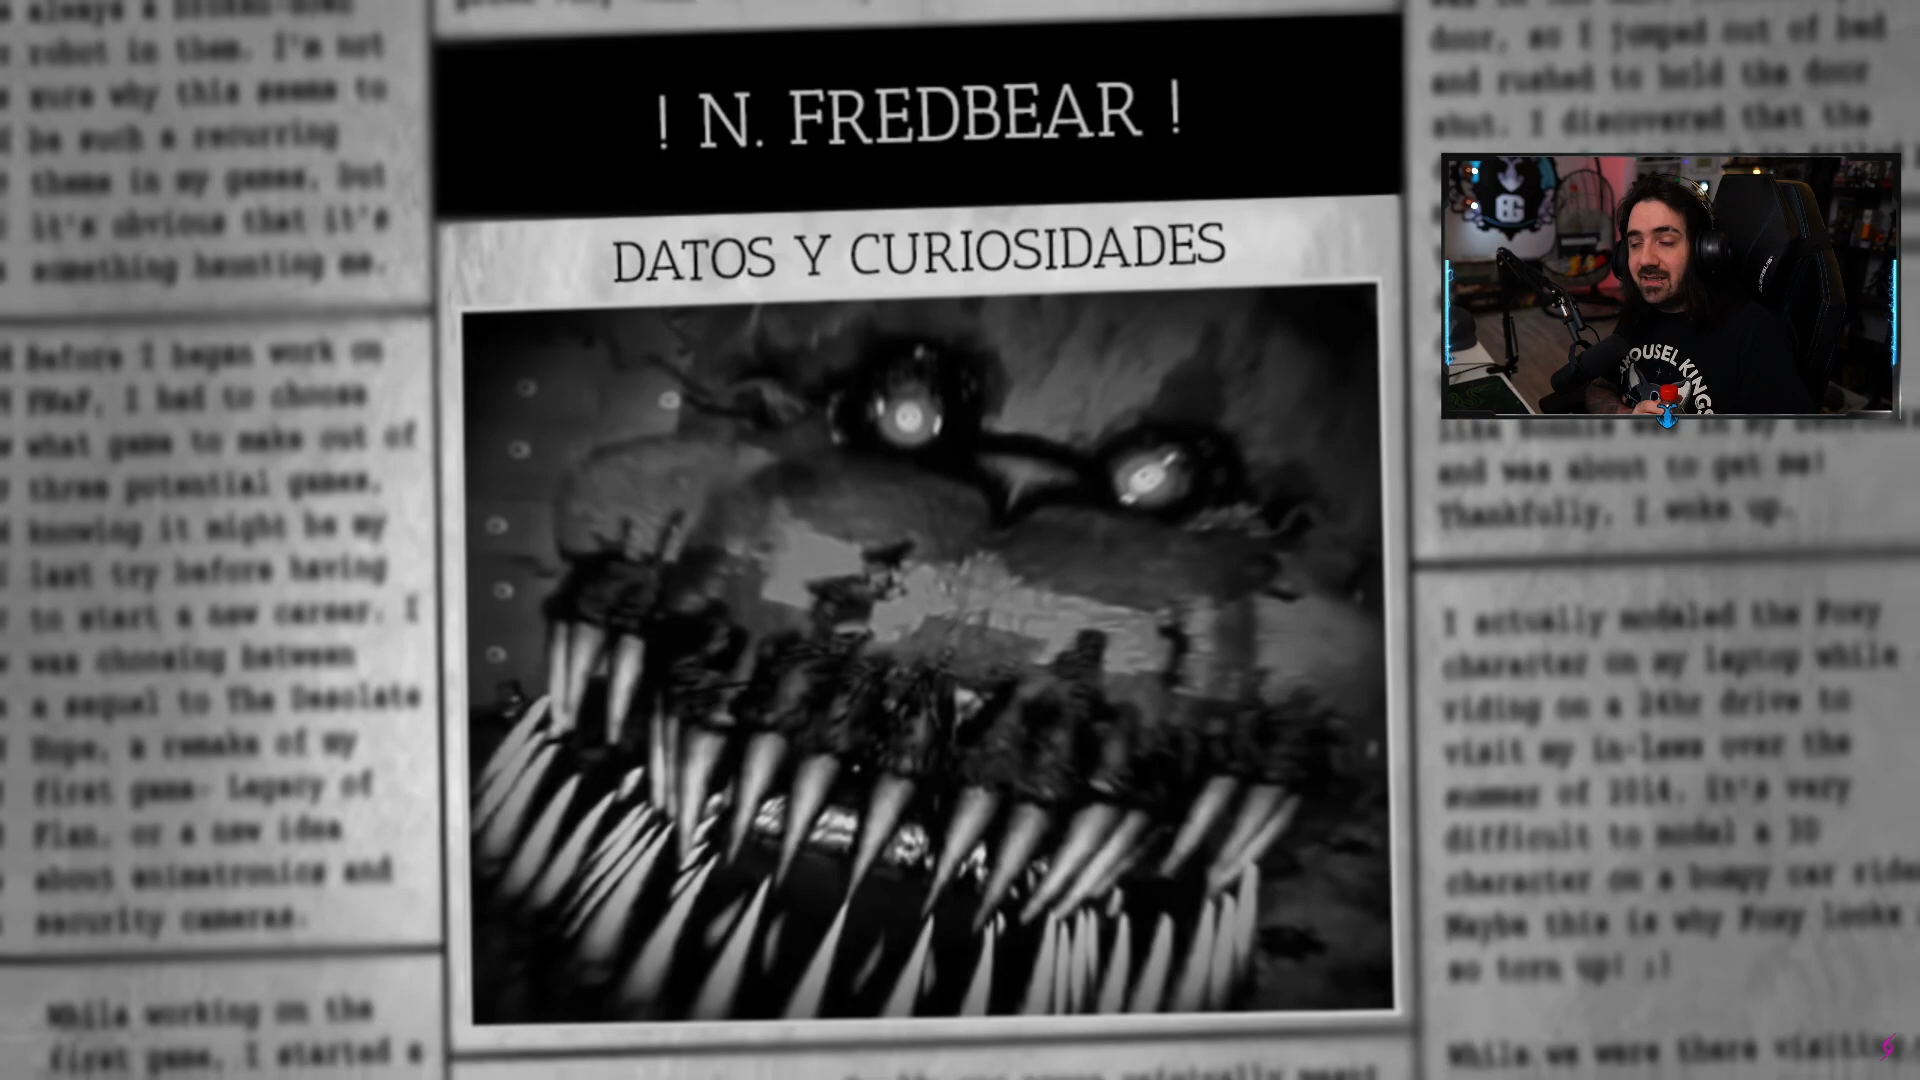 always a broken-down
robot in them. I'm not
sure why this seems to
be such a recurring
theme in my games, but
it's obvious that it's
something haunting me.
Before I began work on
FNAF, I had to choose
what game to make out of
three potential games,
knowing it might be my
last try before having
to start a new career. I
was choosing between
a sequel to The Desolate
Hope, a remake of my
first game- Legacy of
Flan, or a new idea
about animatronics and
security cameras.
While working on the
first game, I started a
! N. FREDBEAR !
DATOS Y CURIOSIDADES
originally meant
door, so I jumped out of bed
and rushed to hold the door
shut. I discovered that the
and was about to get me!
Thankfully, I woke up.
I actually modeled the Foxy
character on my laptop while
riding on a 24hr drive to
visit my in-laws over the
summer of 2014. It's very
difficult to model a 3D
character on a bumpy car ride
Maybe this is why Foxy looks
so torn up! ;)
While we were there
BG
CAROUSEL KINGS